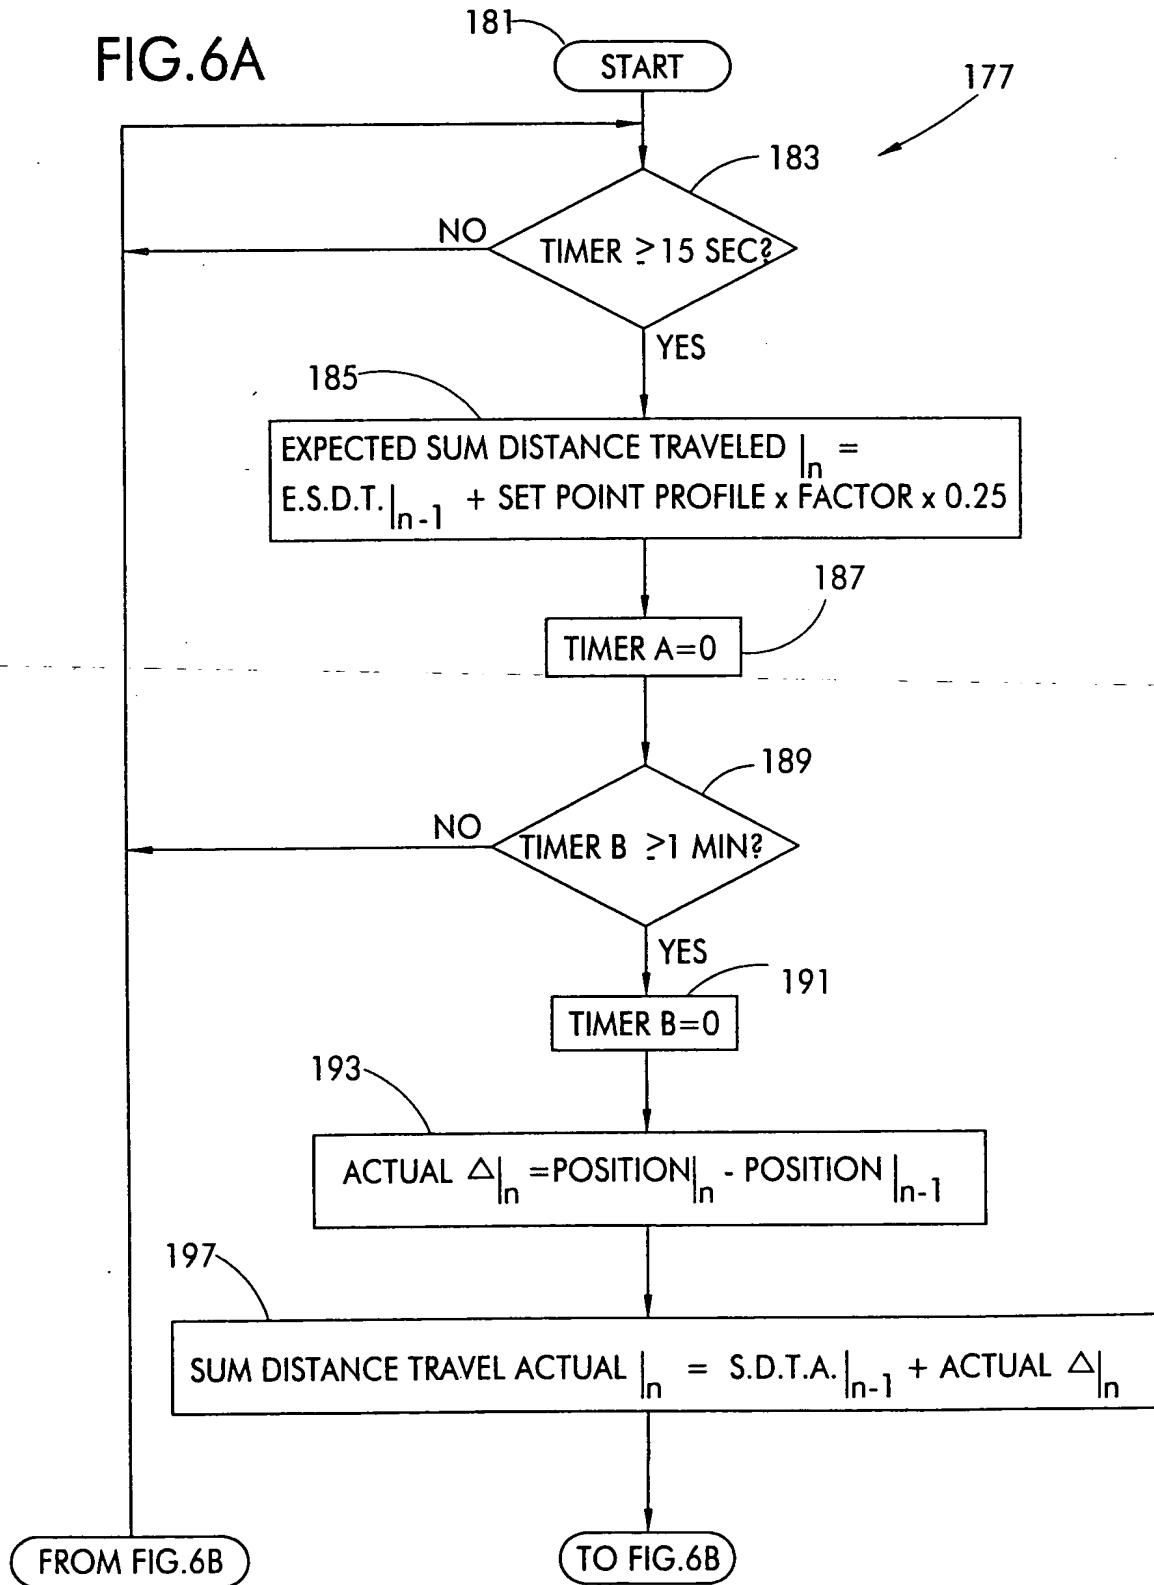 FIG.6A
181
START
177
183
NO
TIMER ≥ 15 SEC?
YES
185
EXPECTED SUM DISTANCE TRAVELED |n =
E.S.D.T.|n-1 + SET POINT PROFILE x FACTOR x 0.25
187
TIMER A=0
189
NO
TIMER B ≥1 MIN?
YES
191
TIMER B=0
193
ACTUAL △|n =POSITION|n - POSITION |n-1
197
SUM DISTANCE TRAVEL ACTUAL |n = S.D.T.A.|n-1 + ACTUAL △|n
FROM FIG.6B
TO FIG.6B